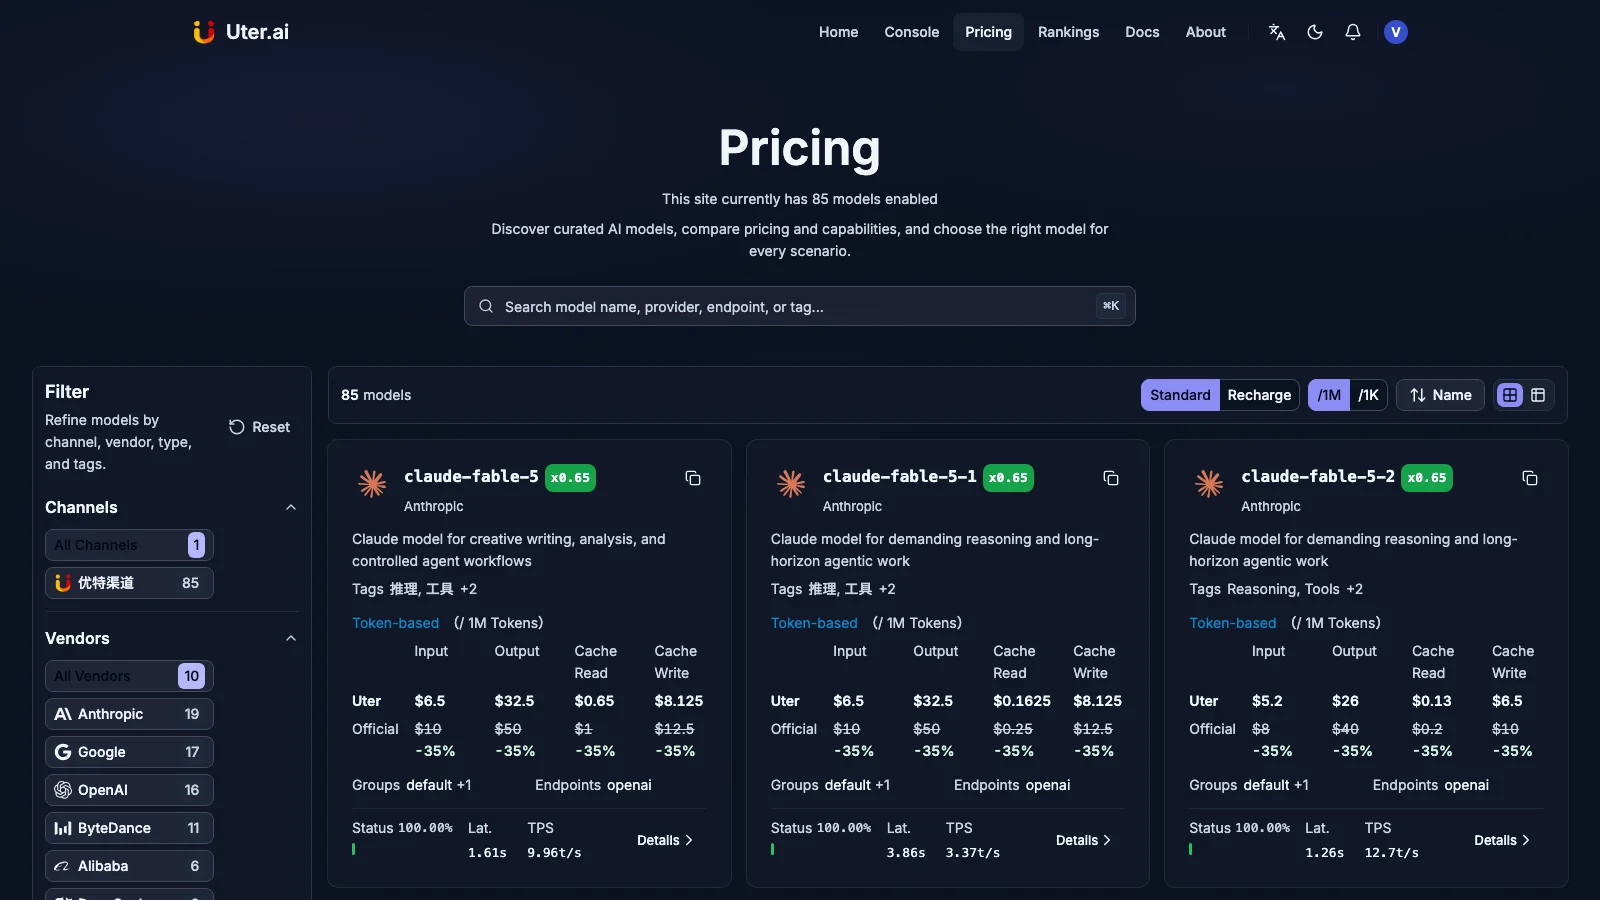 Uter.ai
Home Console Pricing Rankings Docs About V
Pricing
This site currently has 85 models enabled
Discover curated AI models, compare pricing and capabilities, and choose the right model for
every scenario.
Search model name, provider, endpoint, or tag... ⌘K
Filter
Refine models by
channel, vendor, type,
and tags.
Reset
Channels
All Channels 1
优特渠道 85
Vendors
All Vendors 10
Anthropic 19
Google 17
OpenAI 16
ByteDance 11
Alibaba 6
85 models
Standard Recharge /1M /1K Name
claude-fable-5 x0.65
Anthropic
Claude model for creative writing, analysis, and
controlled agent workflows
Tags 推理, 工具 +2
Token-based (/ 1M Tokens)
Input Output Cache Read Cache Write
Uter $6.5 $32.5 $0.65 $8.125
Official $10 $50 $1 $12.5
-35% -35% -35% -35%
Groups default +1 Endpoints openai
Status 100.00% Lat. TPS
1.61s 9.96t/s
Details
claude-fable-5-1 x0.65
Anthropic
Claude model for demanding reasoning and long-
horizon agentic work
Tags 推理, 工具 +2
Token-based (/ 1M Tokens)
Input Output Cache Read Cache Write
Uter $6.5 $32.5 $0.1625 $8.125
Official $10 $50 $0.25 $12.5
-35% -35% -35% -35%
Groups default +1 Endpoints openai
Status 100.00% Lat. TPS
3.86s 3.37t/s
Details
claude-fable-5-2 x0.65
Anthropic
Claude model for demanding reasoning and long-
horizon agentic work
Tags Reasoning, Tools +2
Token-based (/ 1M Tokens)
Input Output Cache Read Cache Write
Uter $5.2 $26 $0.13 $6.5
Official $8 $40 $0.2 $10
-35% -35% -35% -35%
Groups default +1 Endpoints openai
Status 100.00% Lat. TPS
1.26s 12.7t/s
Details